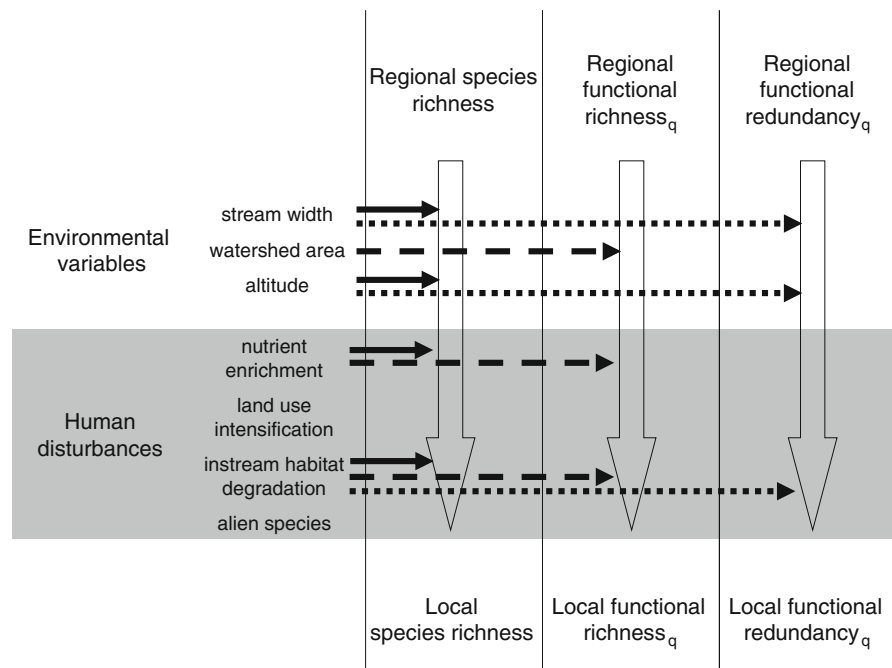 Regional species
richness
Regional
functional
richness_q
Regional
functional
redundancy_q
Environmental
variables
stream width
watershed area
altitude
Human
disturbances
nutrient
enrichment
land use
intensification
instream habitat
degradation
alien species
Local
species richness
Local functional
richness_q
Local functional
redundancy_q